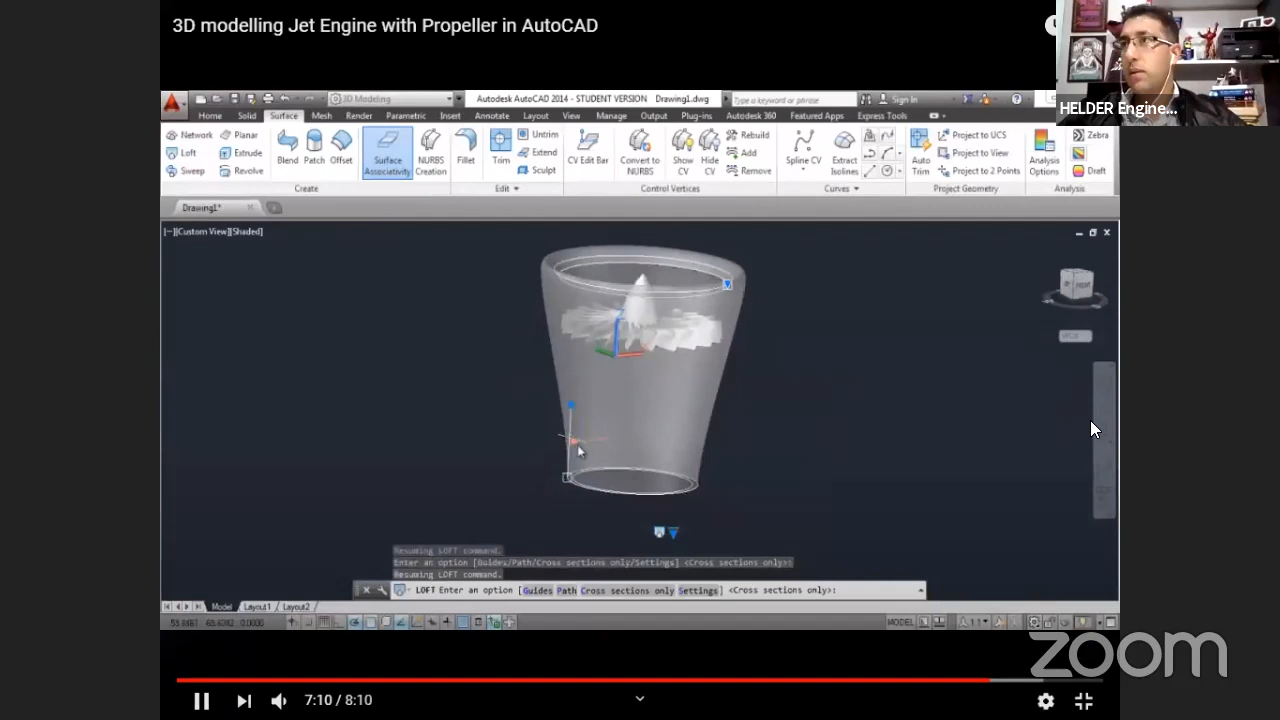 3D modelling Jet Engine with Propeller in AutoCAD
HELDER Engine...
3D Modeling
Autodesk AutoCAD 2014 - STUDENT VERSION Drawing1.dwg
Type a keyword or phrase
Sign In
Home Solid Surface Mesh Render Parametric Insert Annotate Layout View Manage Output Plug-ins Autodesk 360 Featured Apps Express Tools
Network Planar
Loft Extrude
Sweep Revolve
Blend Patch Offset
Surface Associativity
NURBS Creation
Fillet Trim
Untrim
Extend
Sculpt
CV Edit Bar
Convert to NURBS
Show CV
Hide CV
Rebuild
Add
Remove
Spline CV
Extract Isolines
Auto Trim
Project to UCS
Project to View
Project to 2 Points
Analysis Options
Zebra
Draft
Create Edit Control Vertices Curves Project Geometry Analysis
Drawing1*
[−][Custom View][Shaded]
Resuming LOFT command.
Enter an option [Guides/Path/Cross sections only/Settings] <Cross sections only>:
Resuming LOFT command.
LOFT Enter an option [Guides Path Cross sections only Settings] <Cross sections only>:
Model Layout1 Layout2
MODEL
1:1
zoom
7:10 / 8:10